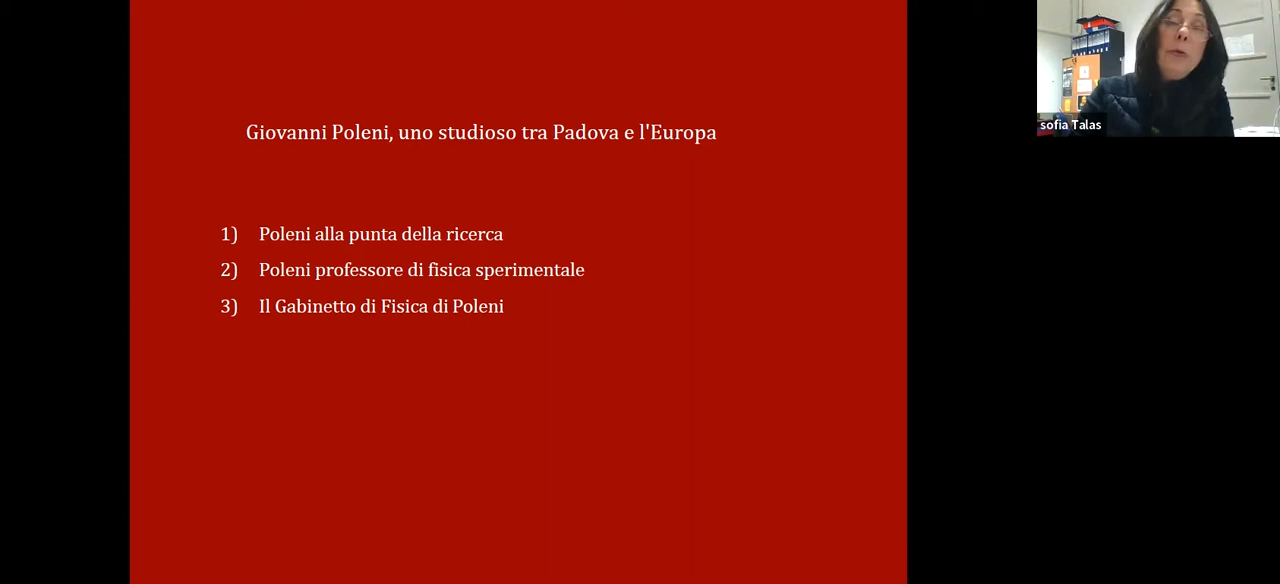 Giovanni Poleni, uno studioso tra Padova e l'Europa
1) Poleni alla punta della ricerca
2) Poleni professore di fisica sperimentale
3) Il Gabinetto di Fisica di Poleni
sofia Talas